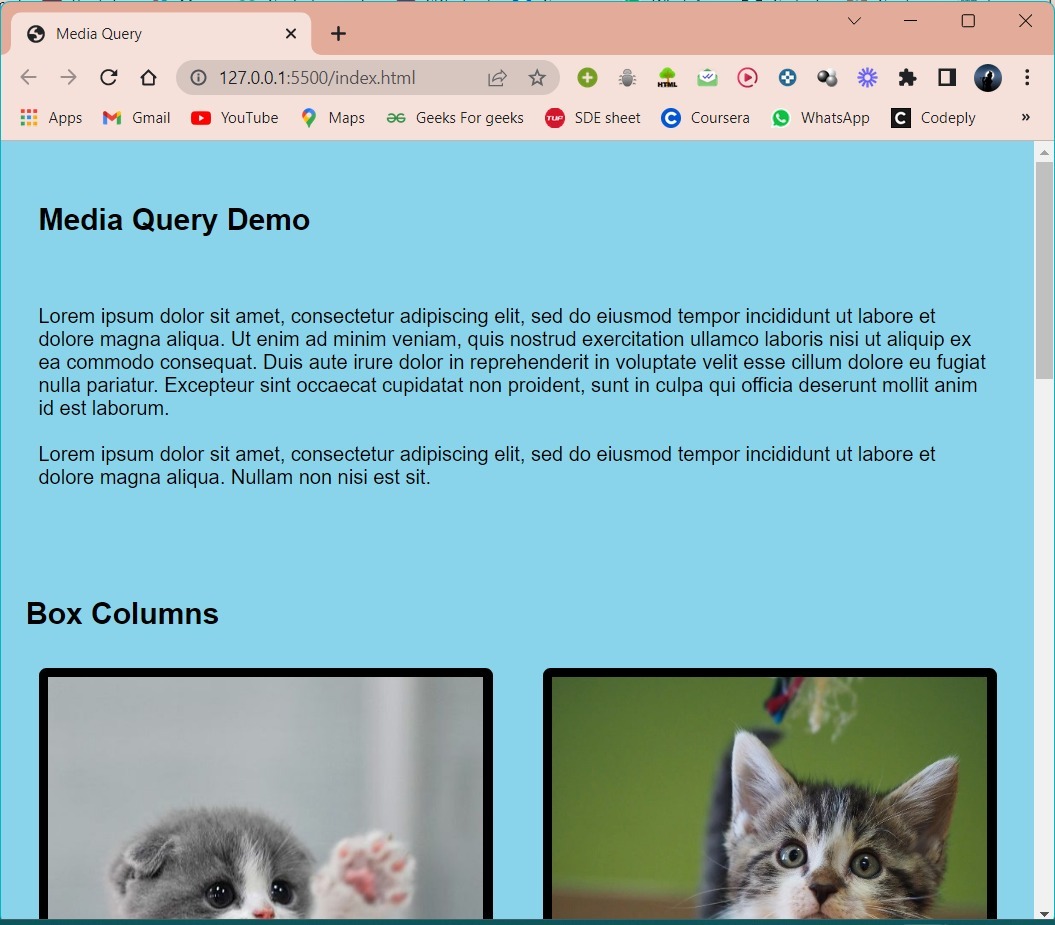 Media Query
127.0.0.1:5500/index.html
HTML
Apps Gmail YouTube Maps Geeks For geeks TUF SDE sheet Coursera WhatsApp Codeply »
Media Query Demo
Lorem ipsum dolor sit amet, consectetur adipiscing elit, sed do eiusmod tempor incididunt ut labore et
dolore magna aliqua. Ut enim ad minim veniam, quis nostrud exercitation ullamco laboris nisi ut aliquip ex
ea commodo consequat. Duis aute irure dolor in reprehenderit in voluptate velit esse cillum dolore eu fugiat
nulla pariatur. Excepteur sint occaecat cupidatat non proident, sunt in culpa qui officia deserunt mollit anim
id est laborum.
Lorem ipsum dolor sit amet, consectetur adipiscing elit, sed do eiusmod tempor incididunt ut labore et
dolore magna aliqua. Nullam non nisi est sit.
Box Columns